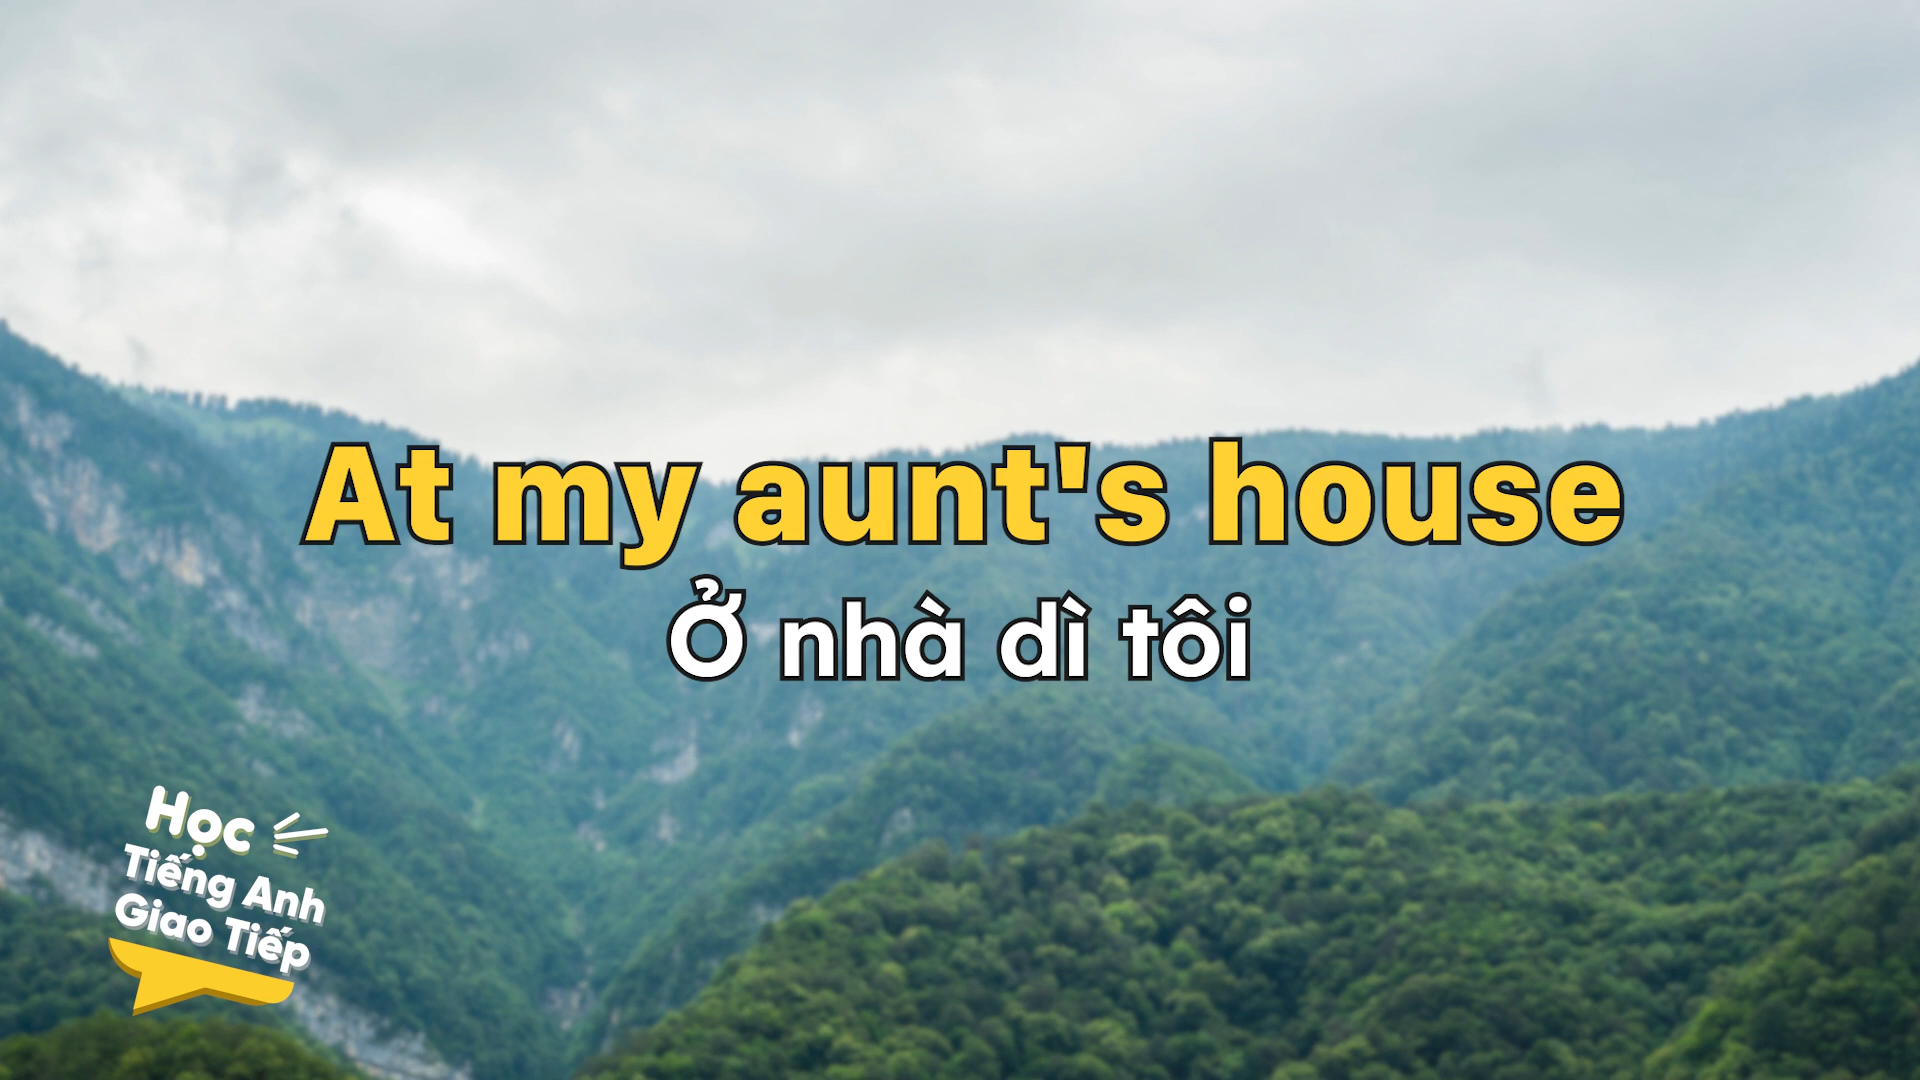 At my aunt's house
Ở nhà dì tôi
Học
Tiếng Anh
Giao Tiếp